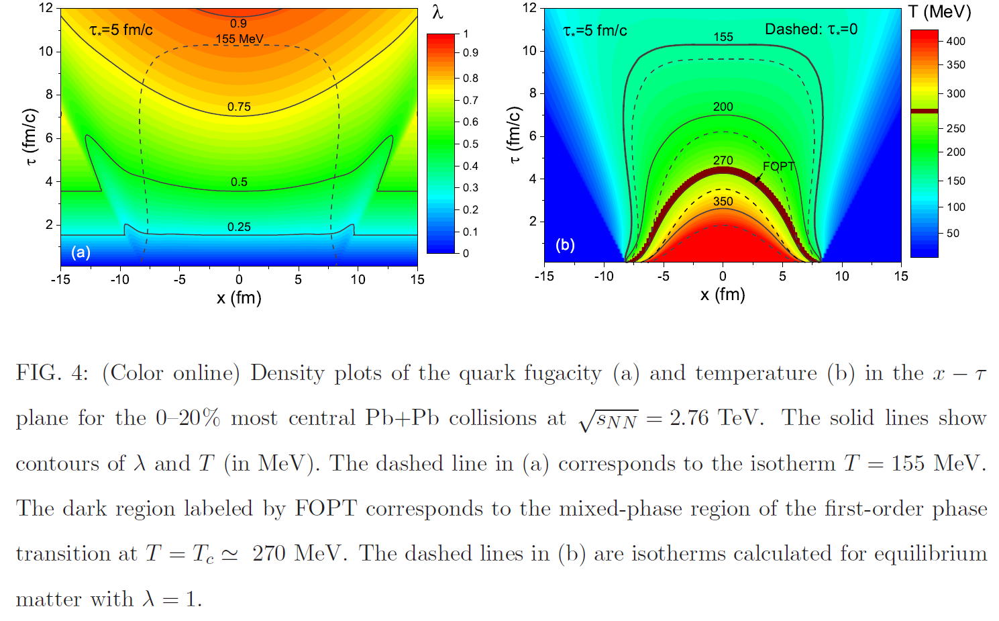 12
10
8
6
4
2
τ (fm/c)
τ*=5 fm/c
0.9
155 MeV
0.75
0.5
0.25
(a)
-15 -10 -5 0 5 10 15
x (fm)
λ
1
0.9
0.8
0.7
0.6
0.5
0.4
0.3
0.2
0.1
0
12
10
8
6
4
2
τ (fm/c)
τ*=5 fm/c
Dashed: τ*=0
155
200
270
FOPT
350
(b)
-15 -10 -5 0 5 10 15
x (fm)
T (MeV)
400
350
300
250
200
150
100
50
FIG. 4: (Color online) Density plots of the quark fugacity (a) and temperature (b) in the x − τ
plane for the 0–20% most central Pb+Pb collisions at √sNN = 2.76 TeV. The solid lines show
contours of λ and T (in MeV). The dashed line in (a) corresponds to the isotherm T = 155 MeV.
The dark region labeled by FOPT corresponds to the mixed-phase region of the first-order phase
transition at T = Tc ≃ 270 MeV. The dashed lines in (b) are isotherms calculated for equilibrium
matter with λ = 1.